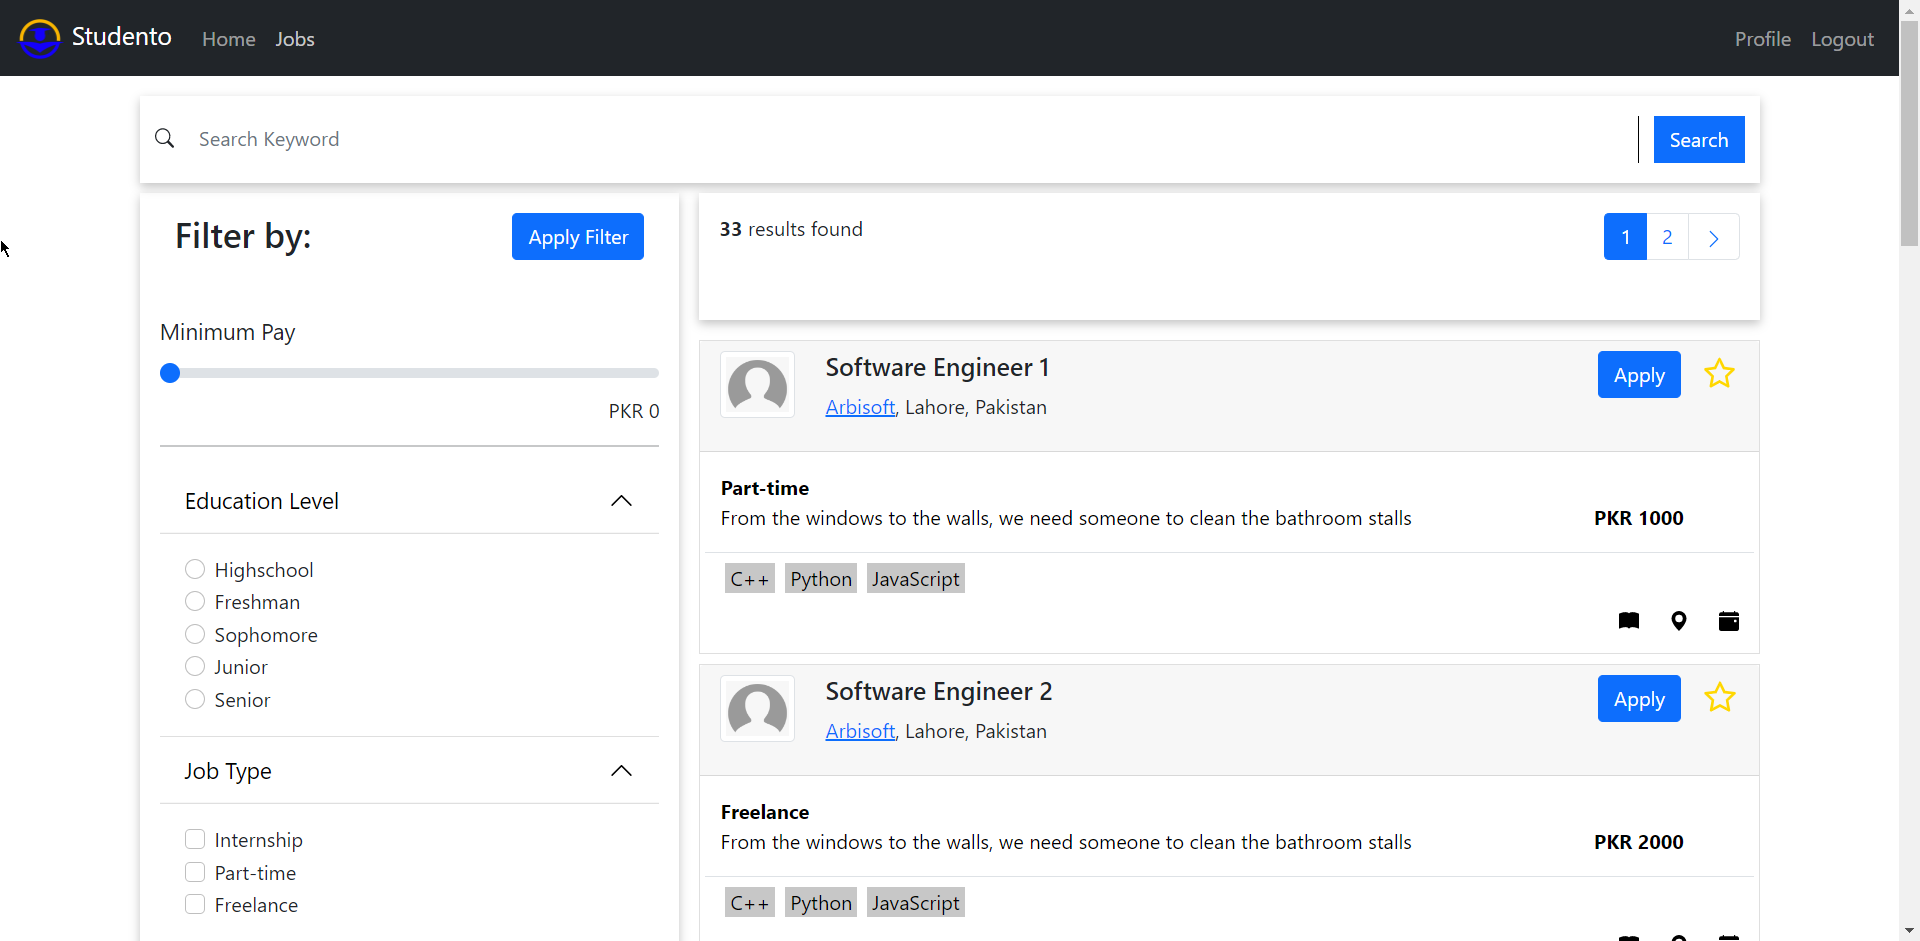 Studento Home Jobs Profile Logout
Search Keyword Search
Filter by: Apply Filter
Minimum Pay
PKR 0
Education Level
Highschool
Freshman
Sophomore
Junior
Senior
Job Type
Internship
Part-time
Freelance
33 results found 1 2
Software Engineer 1 Apply
Arbisoft, Lahore, Pakistan
Part-time
From the windows to the walls, we need someone to clean the bathroom stalls PKR 1000
C++ Python JavaScript
Software Engineer 2 Apply
Arbisoft, Lahore, Pakistan
Freelance
From the windows to the walls, we need someone to clean the bathroom stalls PKR 2000
C++ Python JavaScript